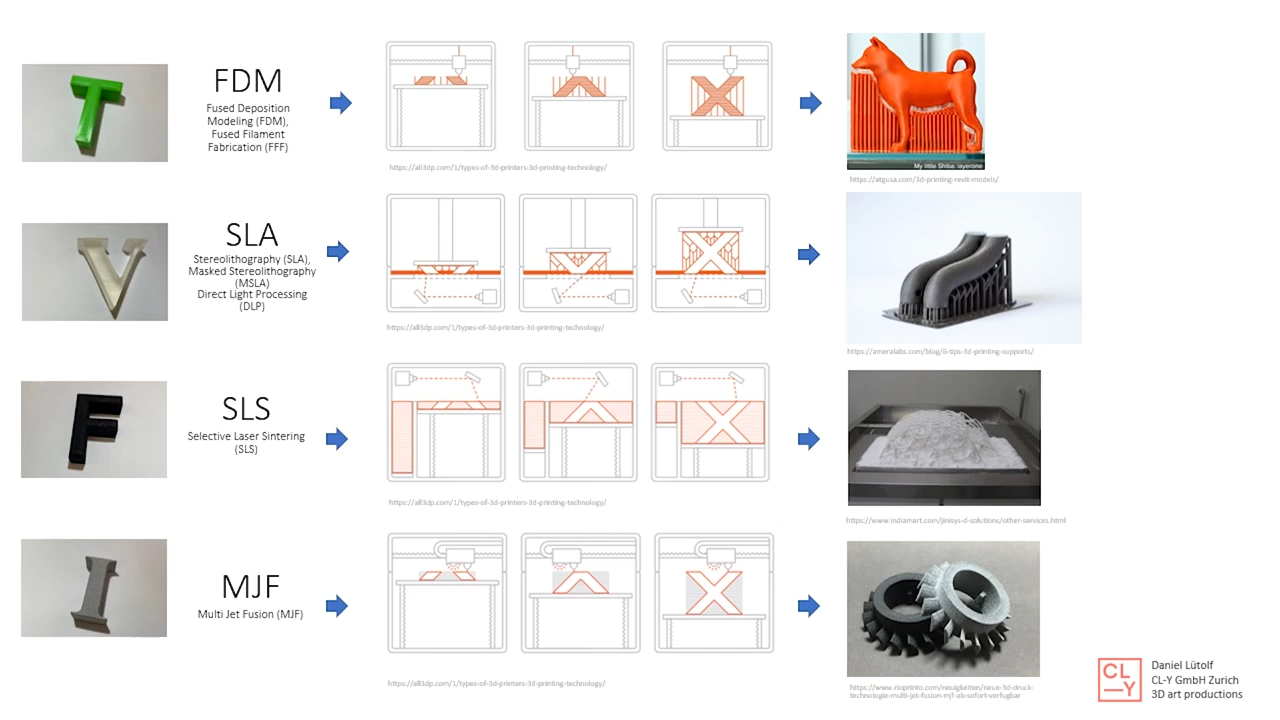 T
FDM
Fused Deposition
Modeling (FDM),
Fused Filament
Fabrication (FFF)
https://all3dp.com/1/types-of-3d-printers-3d-printing-technology/
My little Shiba, layerone
https://atgusa.com/3d-printing-revit-models/
V
SLA
Stereolithography (SLA),
Masked Stereolithography
(MSLA)
Direct Light Processing
(DLP)
https://all3dp.com/1/types-of-3d-printers-3d-printing-technology/
https://ameralabs.com/blog/6-tips-3d-printing-supports/
F
SLS
Selective Laser Sintering
(SLS)
https://all3dp.com/1/types-of-3d-printers-3d-printing-technology/
https://www.indiamart.com/jinisys-d-solutions/other-services.html
I
MJF
Multi Jet Fusion (MJF)
https://all3dp.com/1/types-of-3d-printers-3d-printing-technology/
https://www.rioprinto.com/neuigkeiten/neue-3d-druck-
technologie-multi-jet-fusion-mjf-ab-sofort-verfugbar
CL
—Y
Daniel Lütolf
CL-Y GmbH Zurich
3D art productions